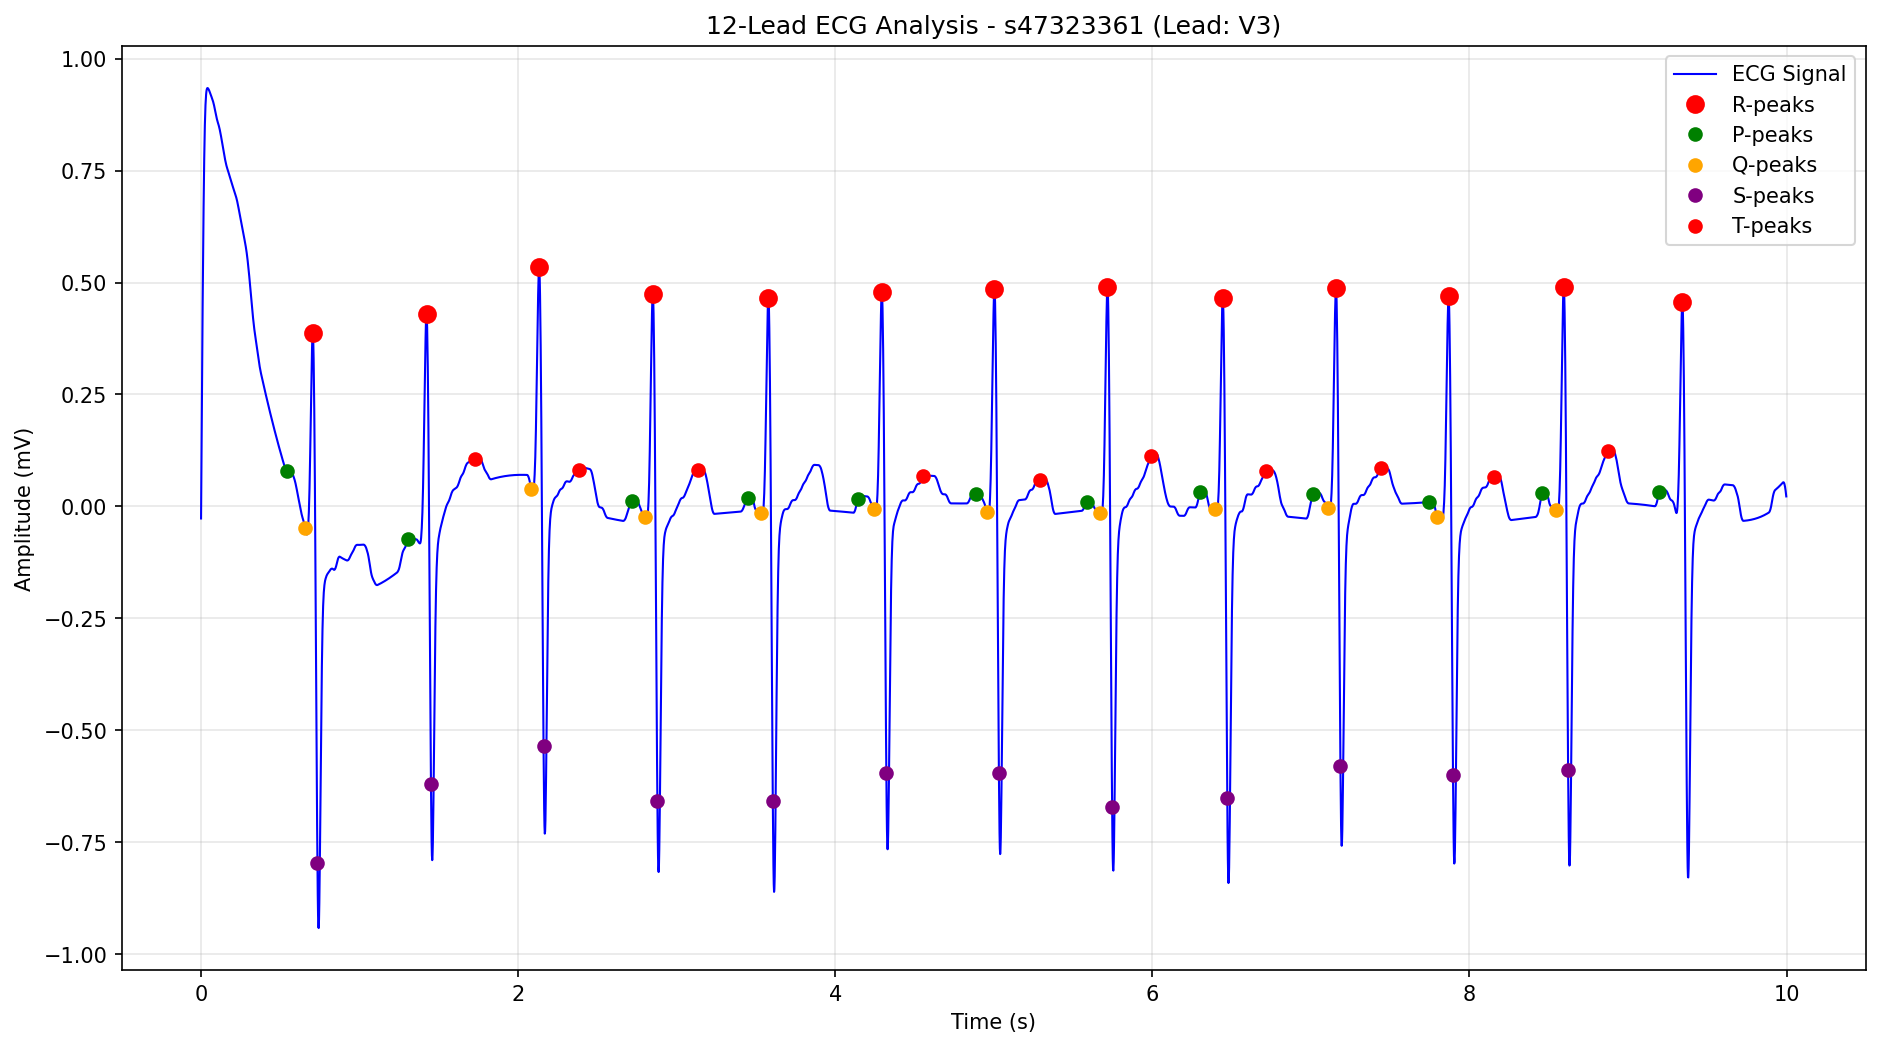 12-Lead ECG Analysis - s47323361 (Lead: V3)
ECG Signal
R-peaks
P-peaks
Q-peaks
S-peaks
T-peaks
Amplitude (mV)
1.00
0.75
0.50
0.25
0.00
−0.25
−0.50
−0.75
−1.00
0 2 4 6 8 10
Time (s)